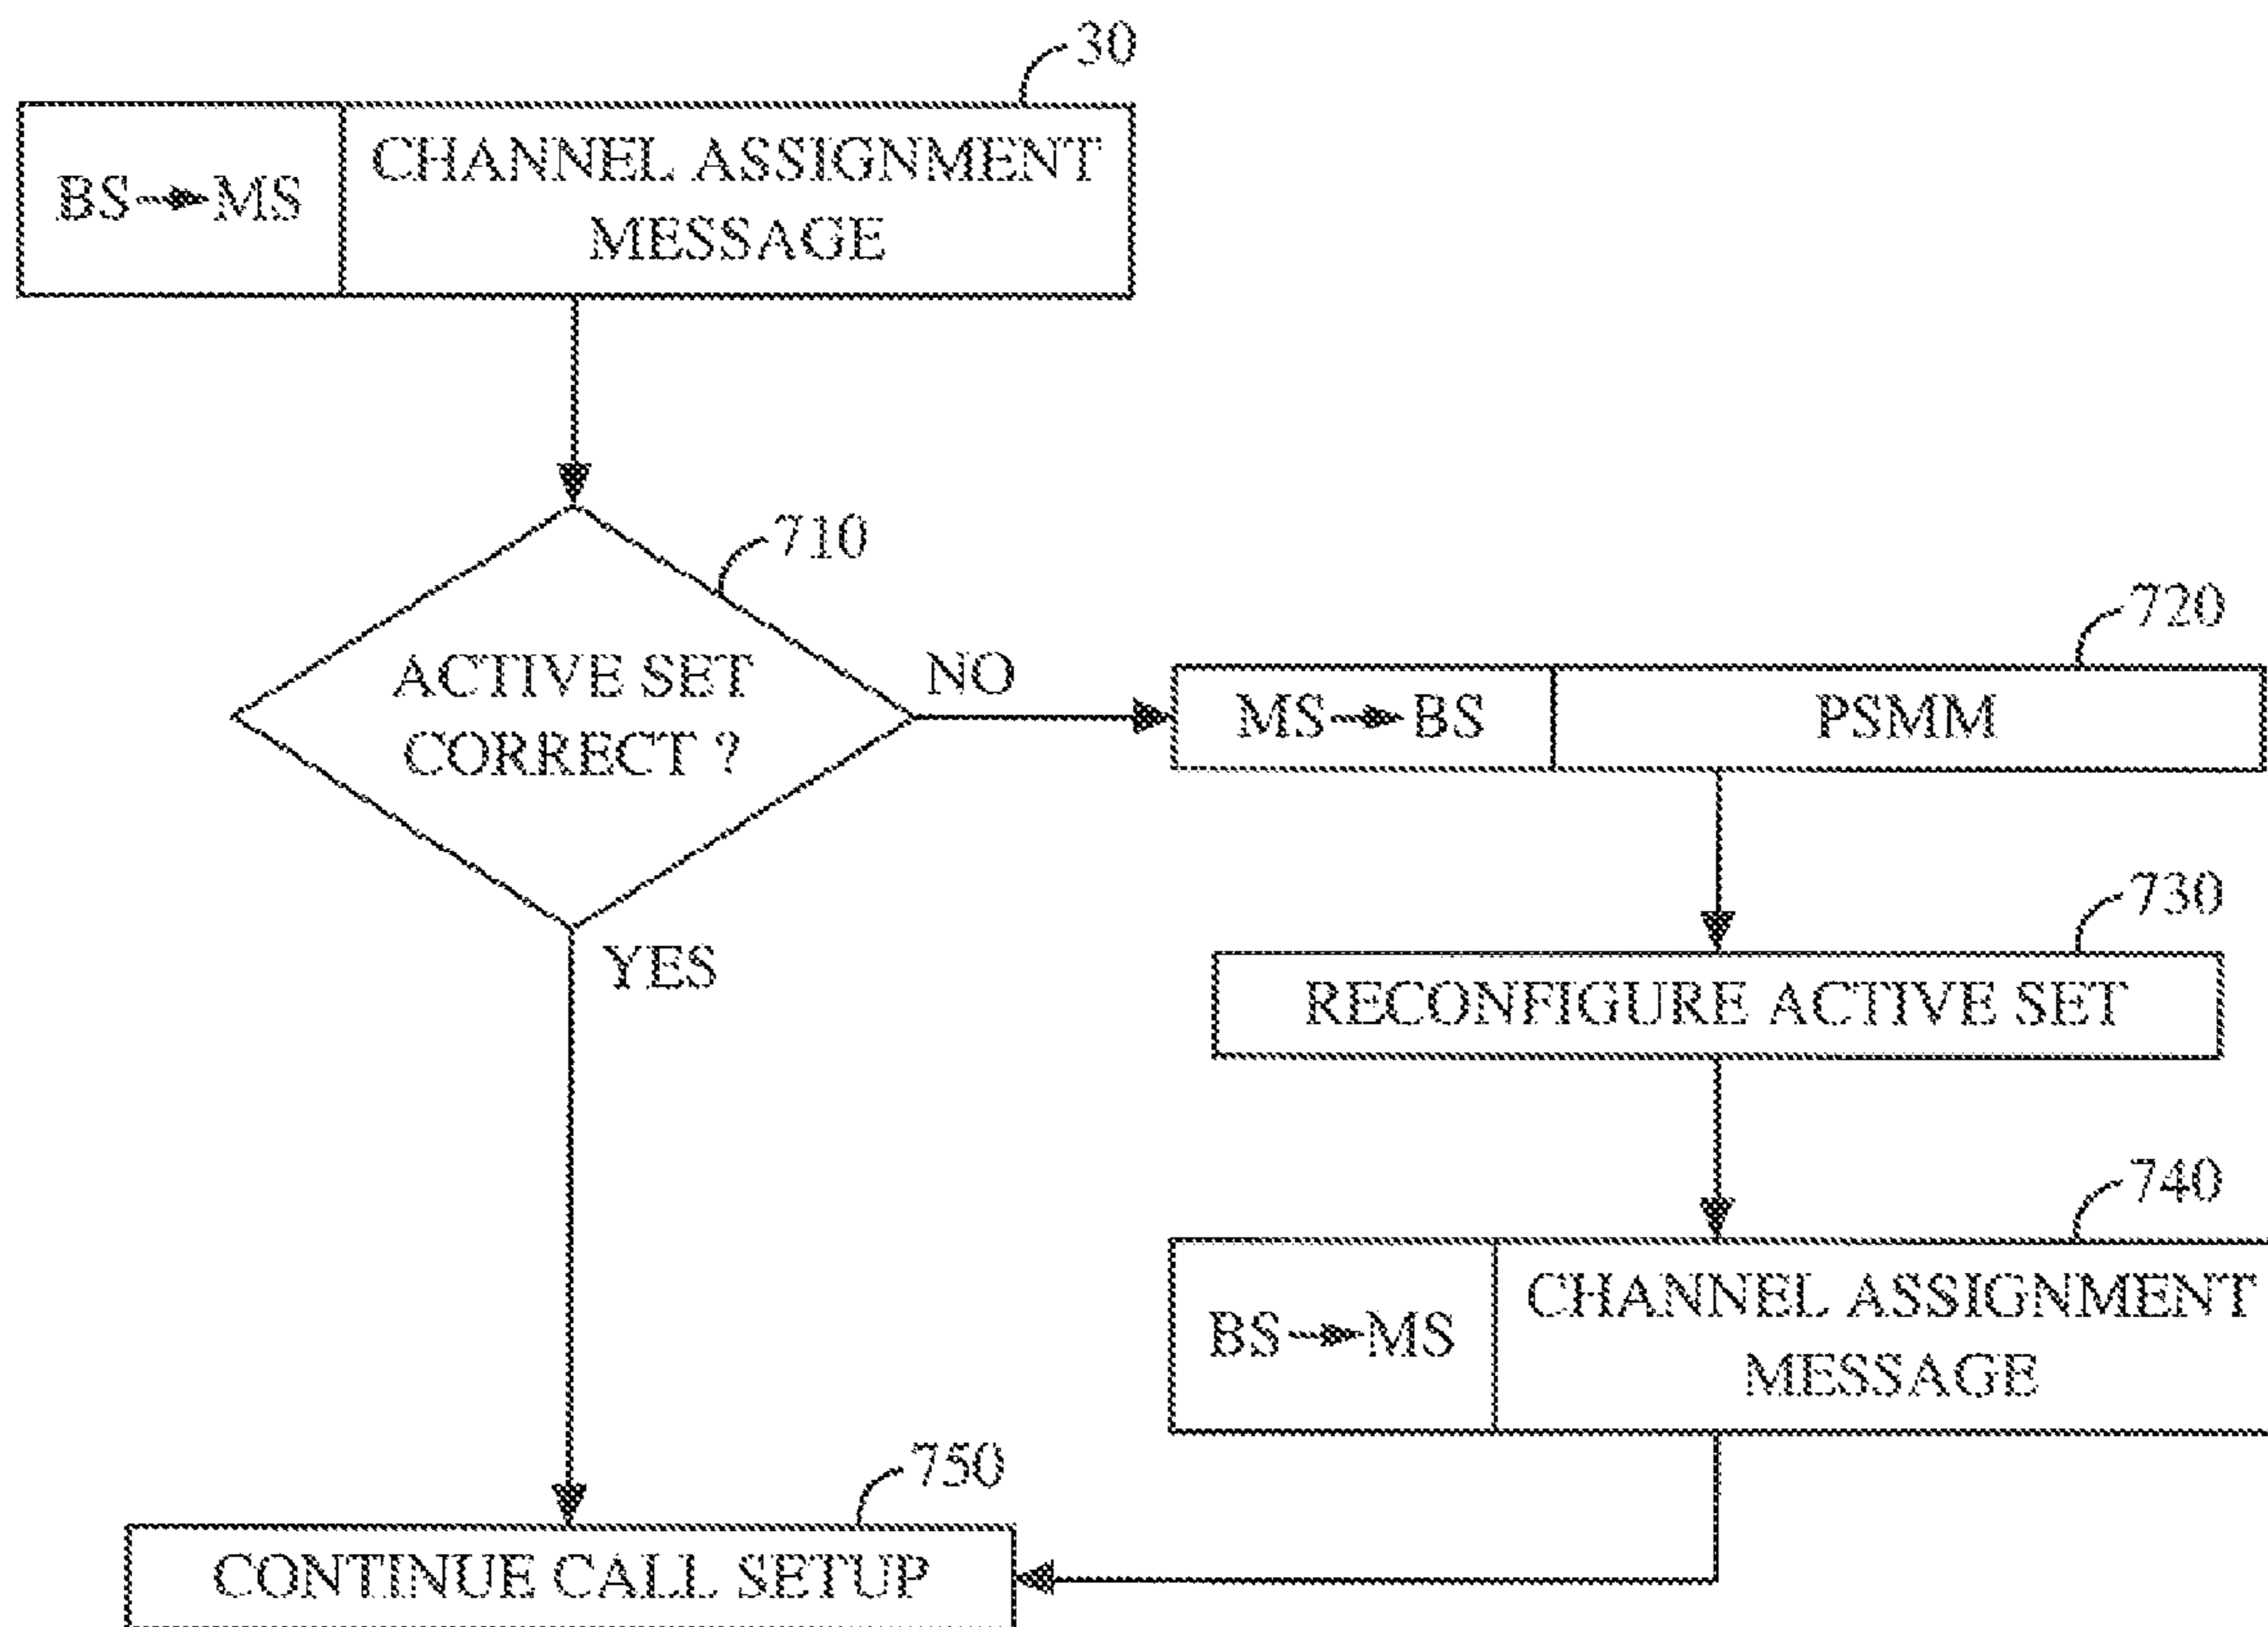 30
BS→MS
CHANNEL ASSIGNMENT
MESSAGE
710
ACTIVE SET
CORRECT ?
NO
YES
720
MS→BS
PSMM
730
RECONFIGURE ACTIVE SET
740
BS→MS
CHANNEL ASSIGNMENT
MESSAGE
750
CONTINUE CALL SETUP